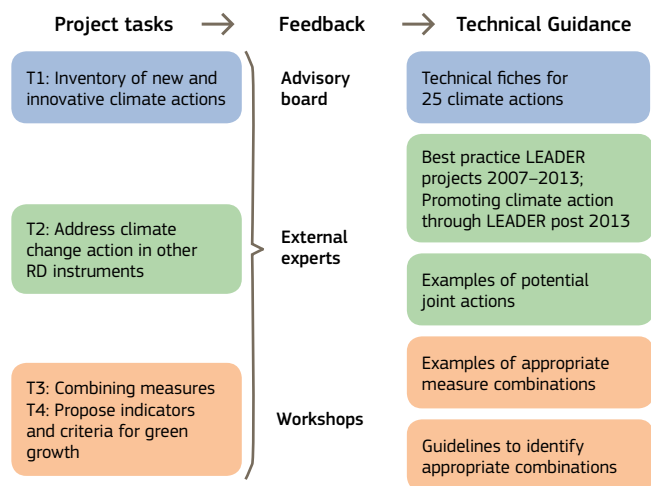 Project tasks
Feedback
Technical Guidance
T1: Inventory of new and
innovative climate actions
T2: Address climate
change action in other
RD instruments
T3: Combining measures
T4: Propose indicators
and criteria for green
growth
Advisory
board
External
experts
Workshops
Technical fiches for
25 climate actions
Best practice LEADER
projects 2007–2013;
Promoting climate action
through LEADER post 2013
Examples of potential
joint actions
Examples of appropriate
measure combinations
Guidelines to identify
appropriate combinations